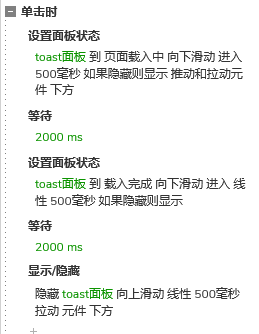 单击时
设置面板状态
toast面板 到 页面载入中 向下滑动 进入
500毫秒 如果隐藏则显示 推动和拉动元
件 下方
等待
2000 ms
设置面板状态
toast面板 到 载入完成 向下滑动 进入 线
性 500毫秒 如果隐藏则显示
等待
2000 ms
显示/隐藏
隐藏 toast面板 向上滑动 线性 500毫秒
拉动 元件 下方